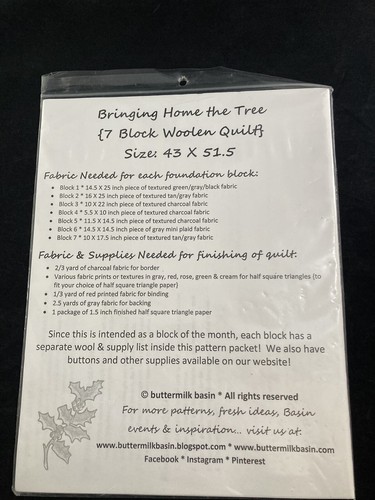 Bringing Home the Tree
{7 Block Woolen Quilt}
Size: 43 X 51.5
Fabric Needed for each foundation block:
• Block 1 * 14.5 X 25 inch piece of textured green/gray/black fabric
• Block 2 * 16 X 25 inch piece of textured tan/gray fabric
• Block 3 * 10 X 22 inch piece of textured charcoal fabric
• Block 4 * 5.5 X 10 inch piece of textured charcoal fabric
• Block 5 * 11.5 X 14.5 inch piece of textured charcoal fabric
• Block 6 * 14.5 X 14.5 inch piece of gray mini plaid fabric
• Block 7 * 10 X 17.5 inch piece of textured tan/gray fabric
Fabric & Supplies Needed for finishing of quilt:
• 2/3 yard of charcoal fabric for border
• Various fabric prints or textures in gray, red, rose, green & cream for half square triangles {to
fit your choice of half square triangle paper}
• 1/3 yard of red printed fabric for binding
• 2.5 yards of gray fabric for backing
• 1 package of 1.5 inch finished half square triangle paper
Since this is intended as a block of the month, each block has a
separate wool & supply list inside this pattern packet! We also have
buttons and other supplies available on our website!
© buttermilk basin * All rights reserved
For more patterns, fresh ideas, Basin
events & inspiration... visit us at:
www.buttermilkbasin.blogspot.com * www.buttermilkbasin.com
Facebook * Instagram * Pinterest